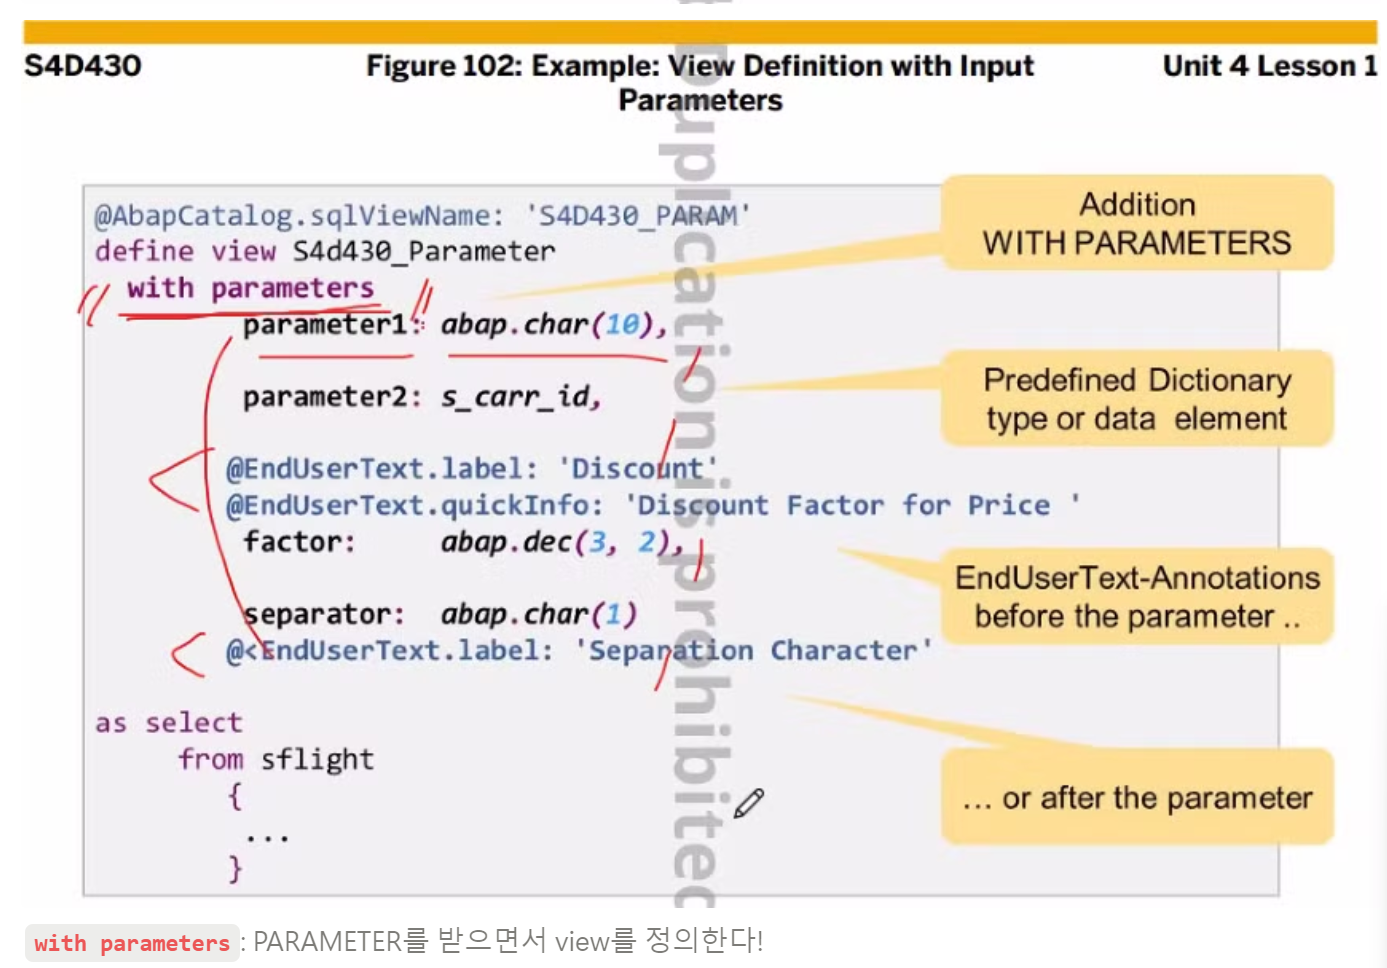 S4D430 Figure 102: Example: View Definition with Input Unit 4 Lesson 1
Parameters
@AbapCatalog.sqlViewName: 'S4D430_PARAM'
define view S4d430_Parameter
with parameters
parameter1: abap.char(10),
parameter2: s_carr_id,
@EndUserText.label: 'Discount'
@EndUserText.quickInfo: 'Discount Factor for Price '
factor: abap.dec(3, 2),
separator: abap.char(1)
@<EndUserText.label: 'Separation Character'
as select
from sflight
{
...
}
Addition
WITH PARAMETERS
Predefined Dictionary
type or data element
EndUserText-Annotations
before the parameter ..
... or after the parameter
Duplication is prohibited
with parameters : PARAMETER를 받으면서 view를 정의한다!